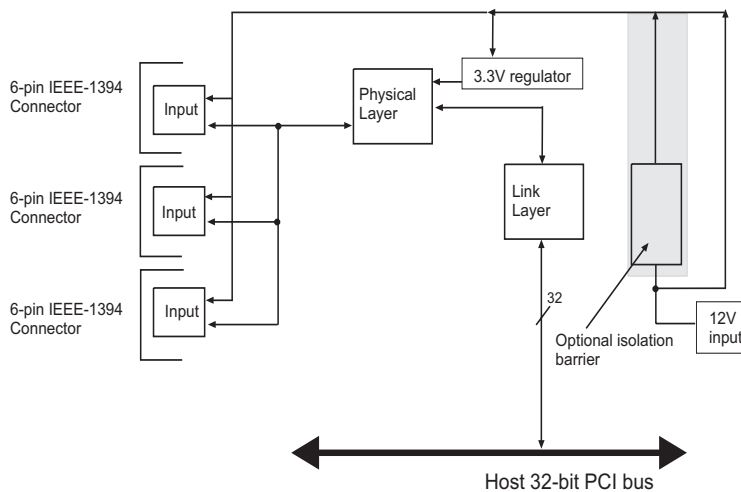 6-pin IEEE-1394
Connector
Input
3.3V regulator
Physical
Layer
6-pin IEEE-1394
Connector
Input
Link
Layer
6-pin IEEE-1394
Connector
Input
32
Optional isolation
barrier
12V
input
Host 32-bit PCI bus